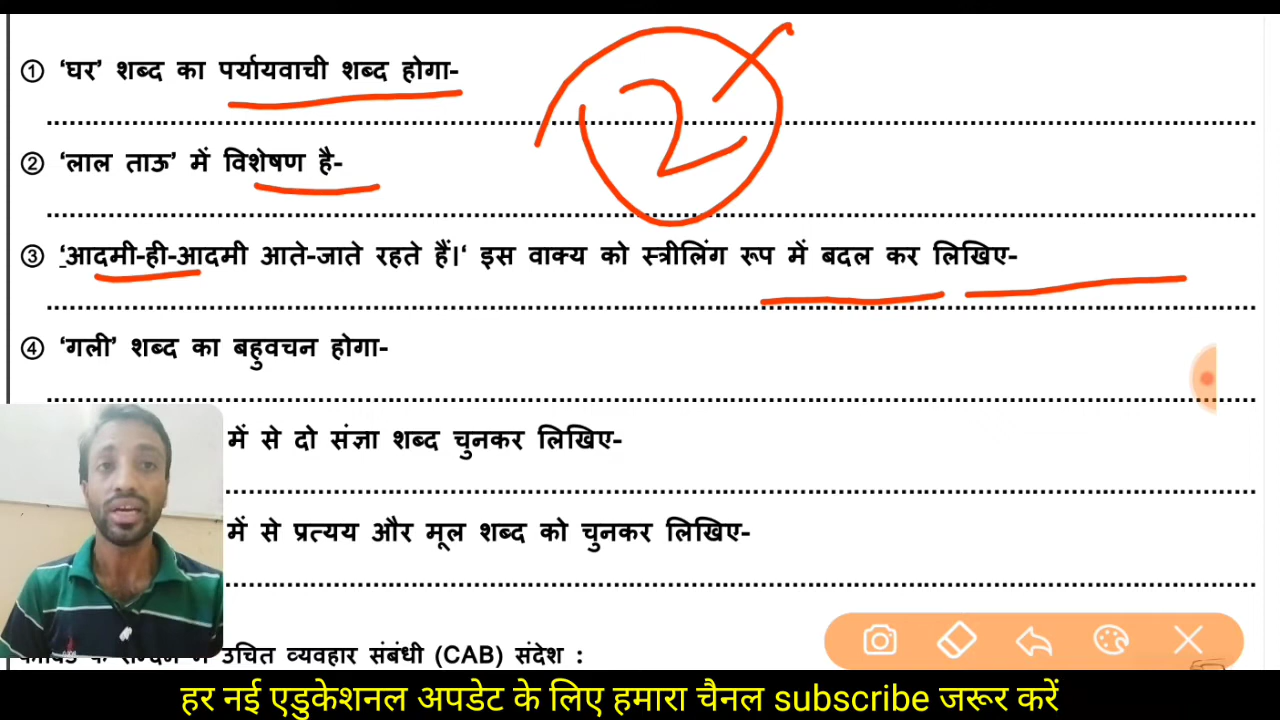 ① 'घर' शब्द का पर्यायवाची शब्द होगा-
2
② 'लाल ताऊ' में विशेषण है-
③ 'आदमी-ही-आदमी आते-जाते रहते हैं।‘ इस वाक्य को स्त्रीलिंग रूप में बदल कर लिखिए-
④ 'गली' शब्द का बहुवचन होगा-
में से दो संज्ञा शब्द चुनकर लिखिए-
में से प्रत्यय और मूल शब्द को चुनकर लिखिए-
उचित व्यवहार संबंधी (CAB) संदेश :
हर नई एडुकेशनल अपडेट के लिए हमारा चैनल subscribe जरूर करें